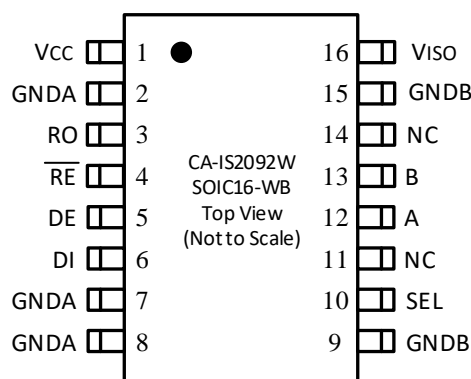 VCC 1 16 VISO
GNDA 2 15 GNDB
RO 3 14 NC
RE 4 13 B
DE 5 12 A
DI 6 11 NC
GNDA 7 10 SEL
GNDA 8 9 GNDB
CA-IS2092W
SOIC16-WB
Top View
(Not to Scale)